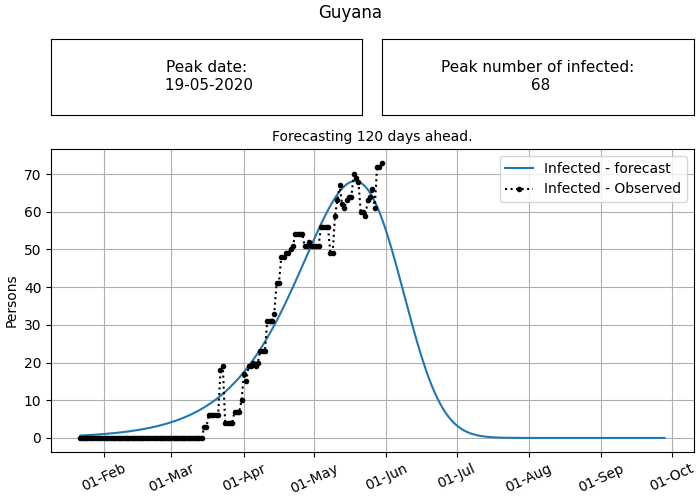 Guyana
Peak date:
19-05-2020
Peak number of infected:
68
Forecasting 120 days ahead.
Infected - forecast
Infected - Observed
Persons
70
60
50
40
30
20
10
0
01-Feb
01-Mar
01-Apr
01-May
01-Jun
01-Jul
01-Aug
01-Sep
01-Oct